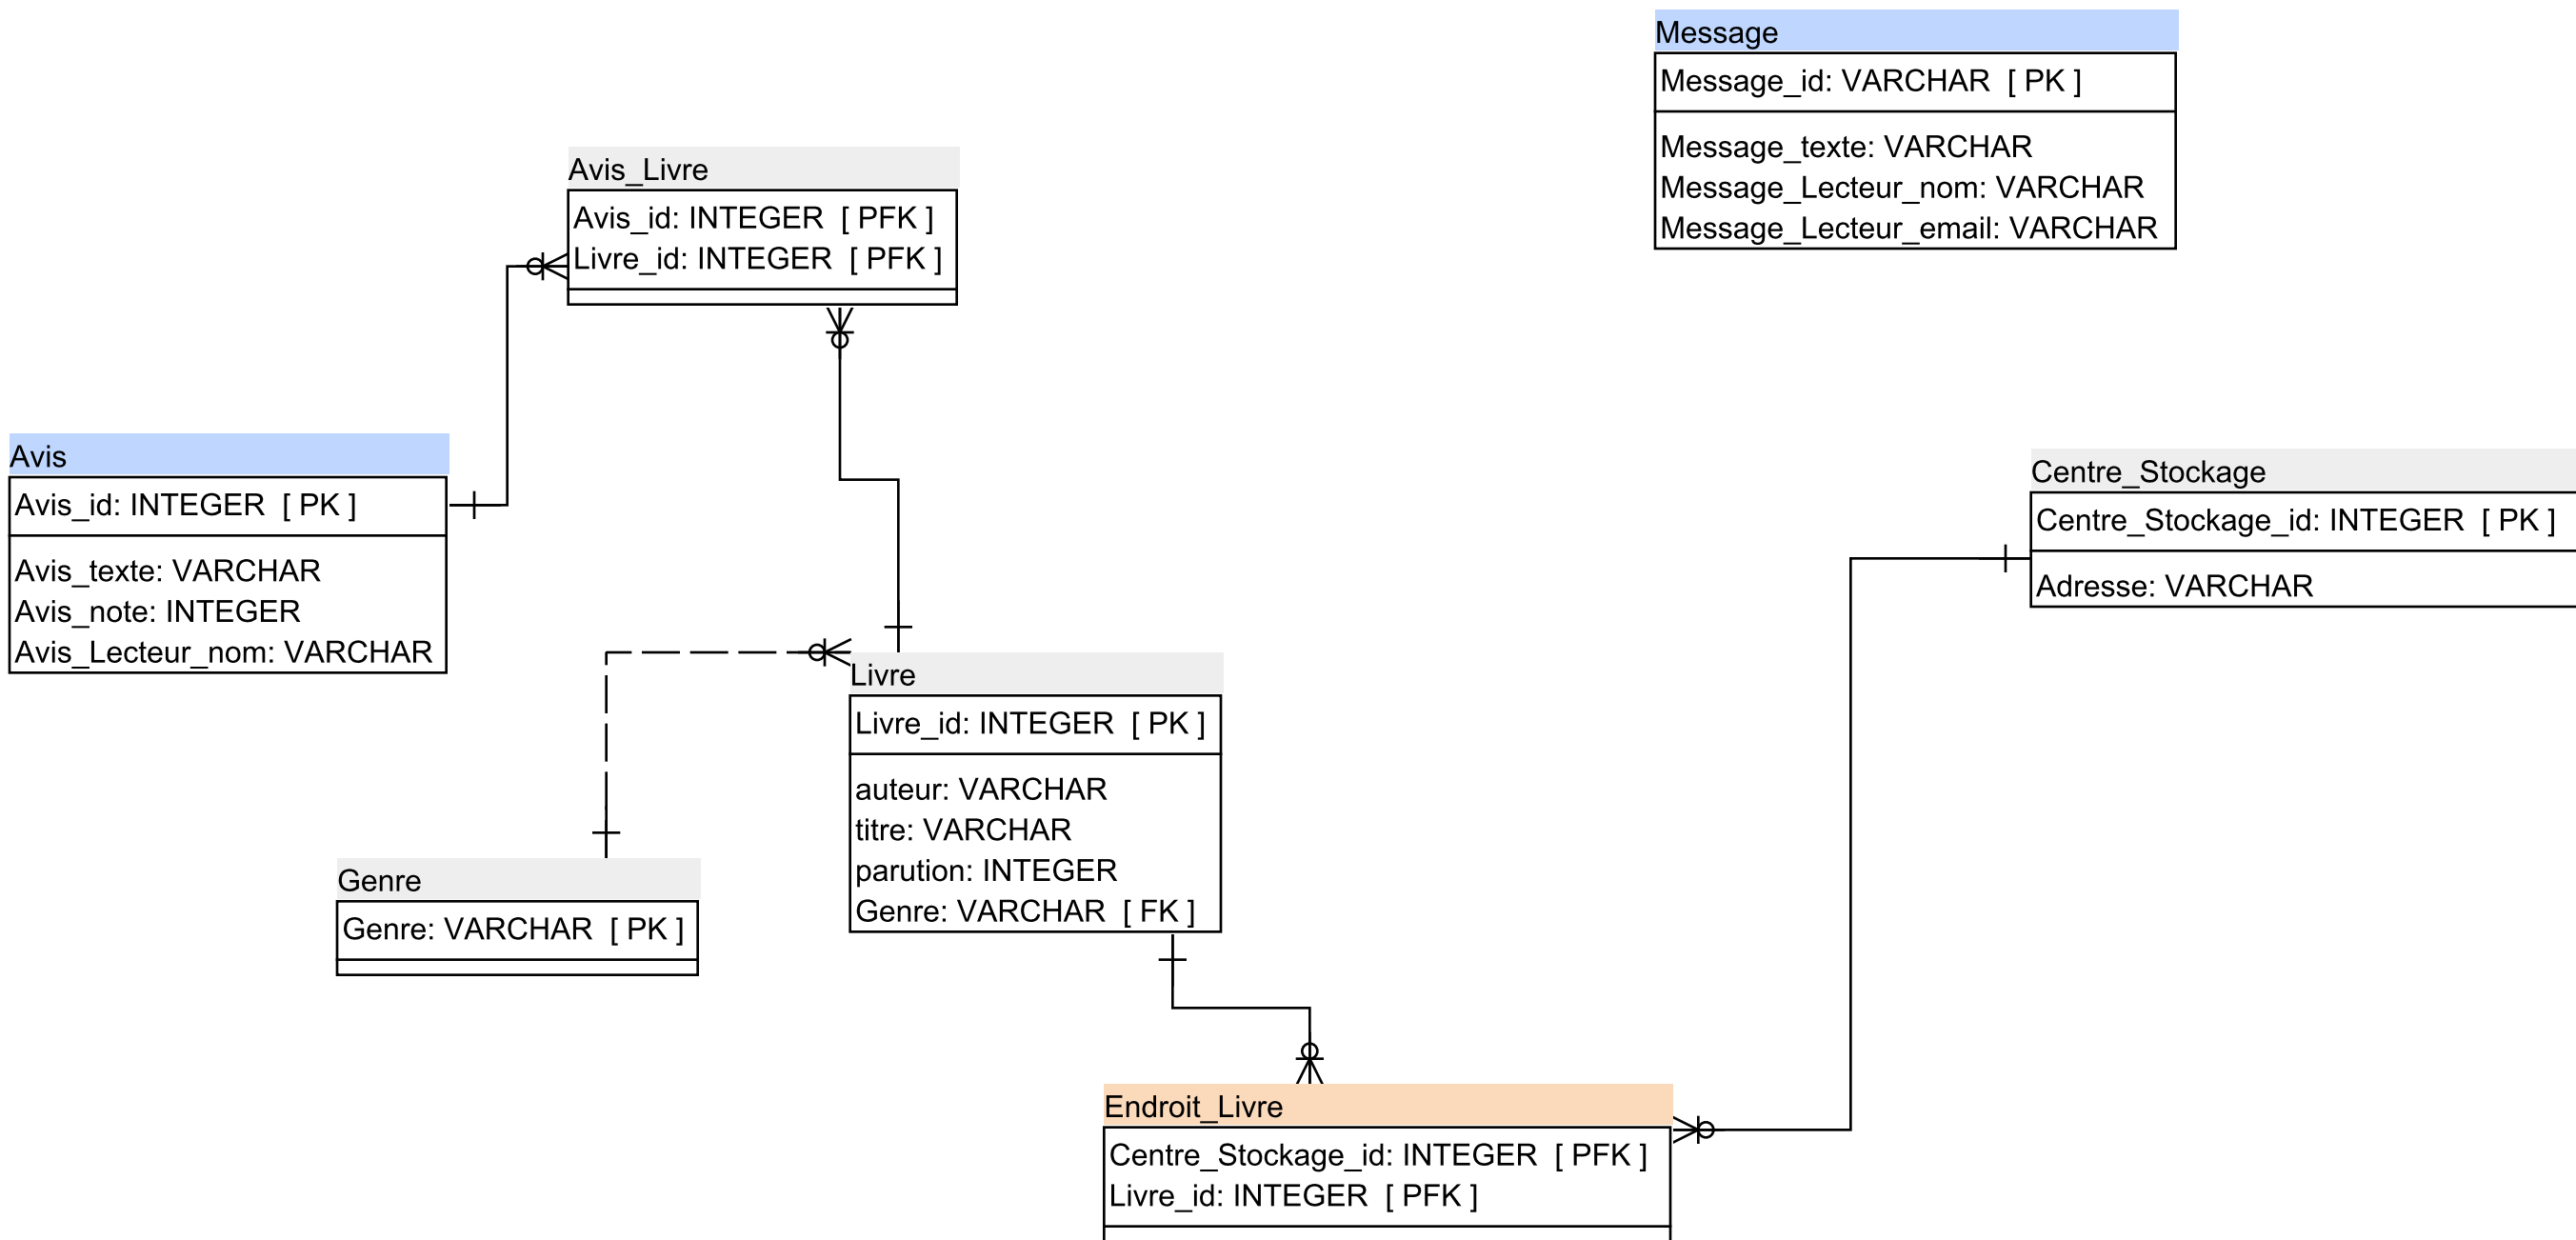 Message
Message_id: VARCHAR [ PK ]
Message_texte: VARCHAR
Message_Lecteur_nom: VARCHAR
Message_Lecteur_email: VARCHAR
Avis_Livre
Avis_id: INTEGER [ PFK ]
Livre_id: INTEGER [ PFK ]
Avis
Avis_id: INTEGER [ PK ]
Avis_texte: VARCHAR
Avis_note: INTEGER
Avis_Lecteur_nom: VARCHAR
Centre_Stockage
Centre_Stockage_id: INTEGER [ PK ]
Adresse: VARCHAR
Livre
Livre_id: INTEGER [ PK ]
auteur: VARCHAR
titre: VARCHAR
parution: INTEGER
Genre: VARCHAR [ FK ]
Genre
Genre: VARCHAR [ PK ]
Endroit_Livre
Centre_Stockage_id: INTEGER [ PFK ]
Livre_id: INTEGER [ PFK ]